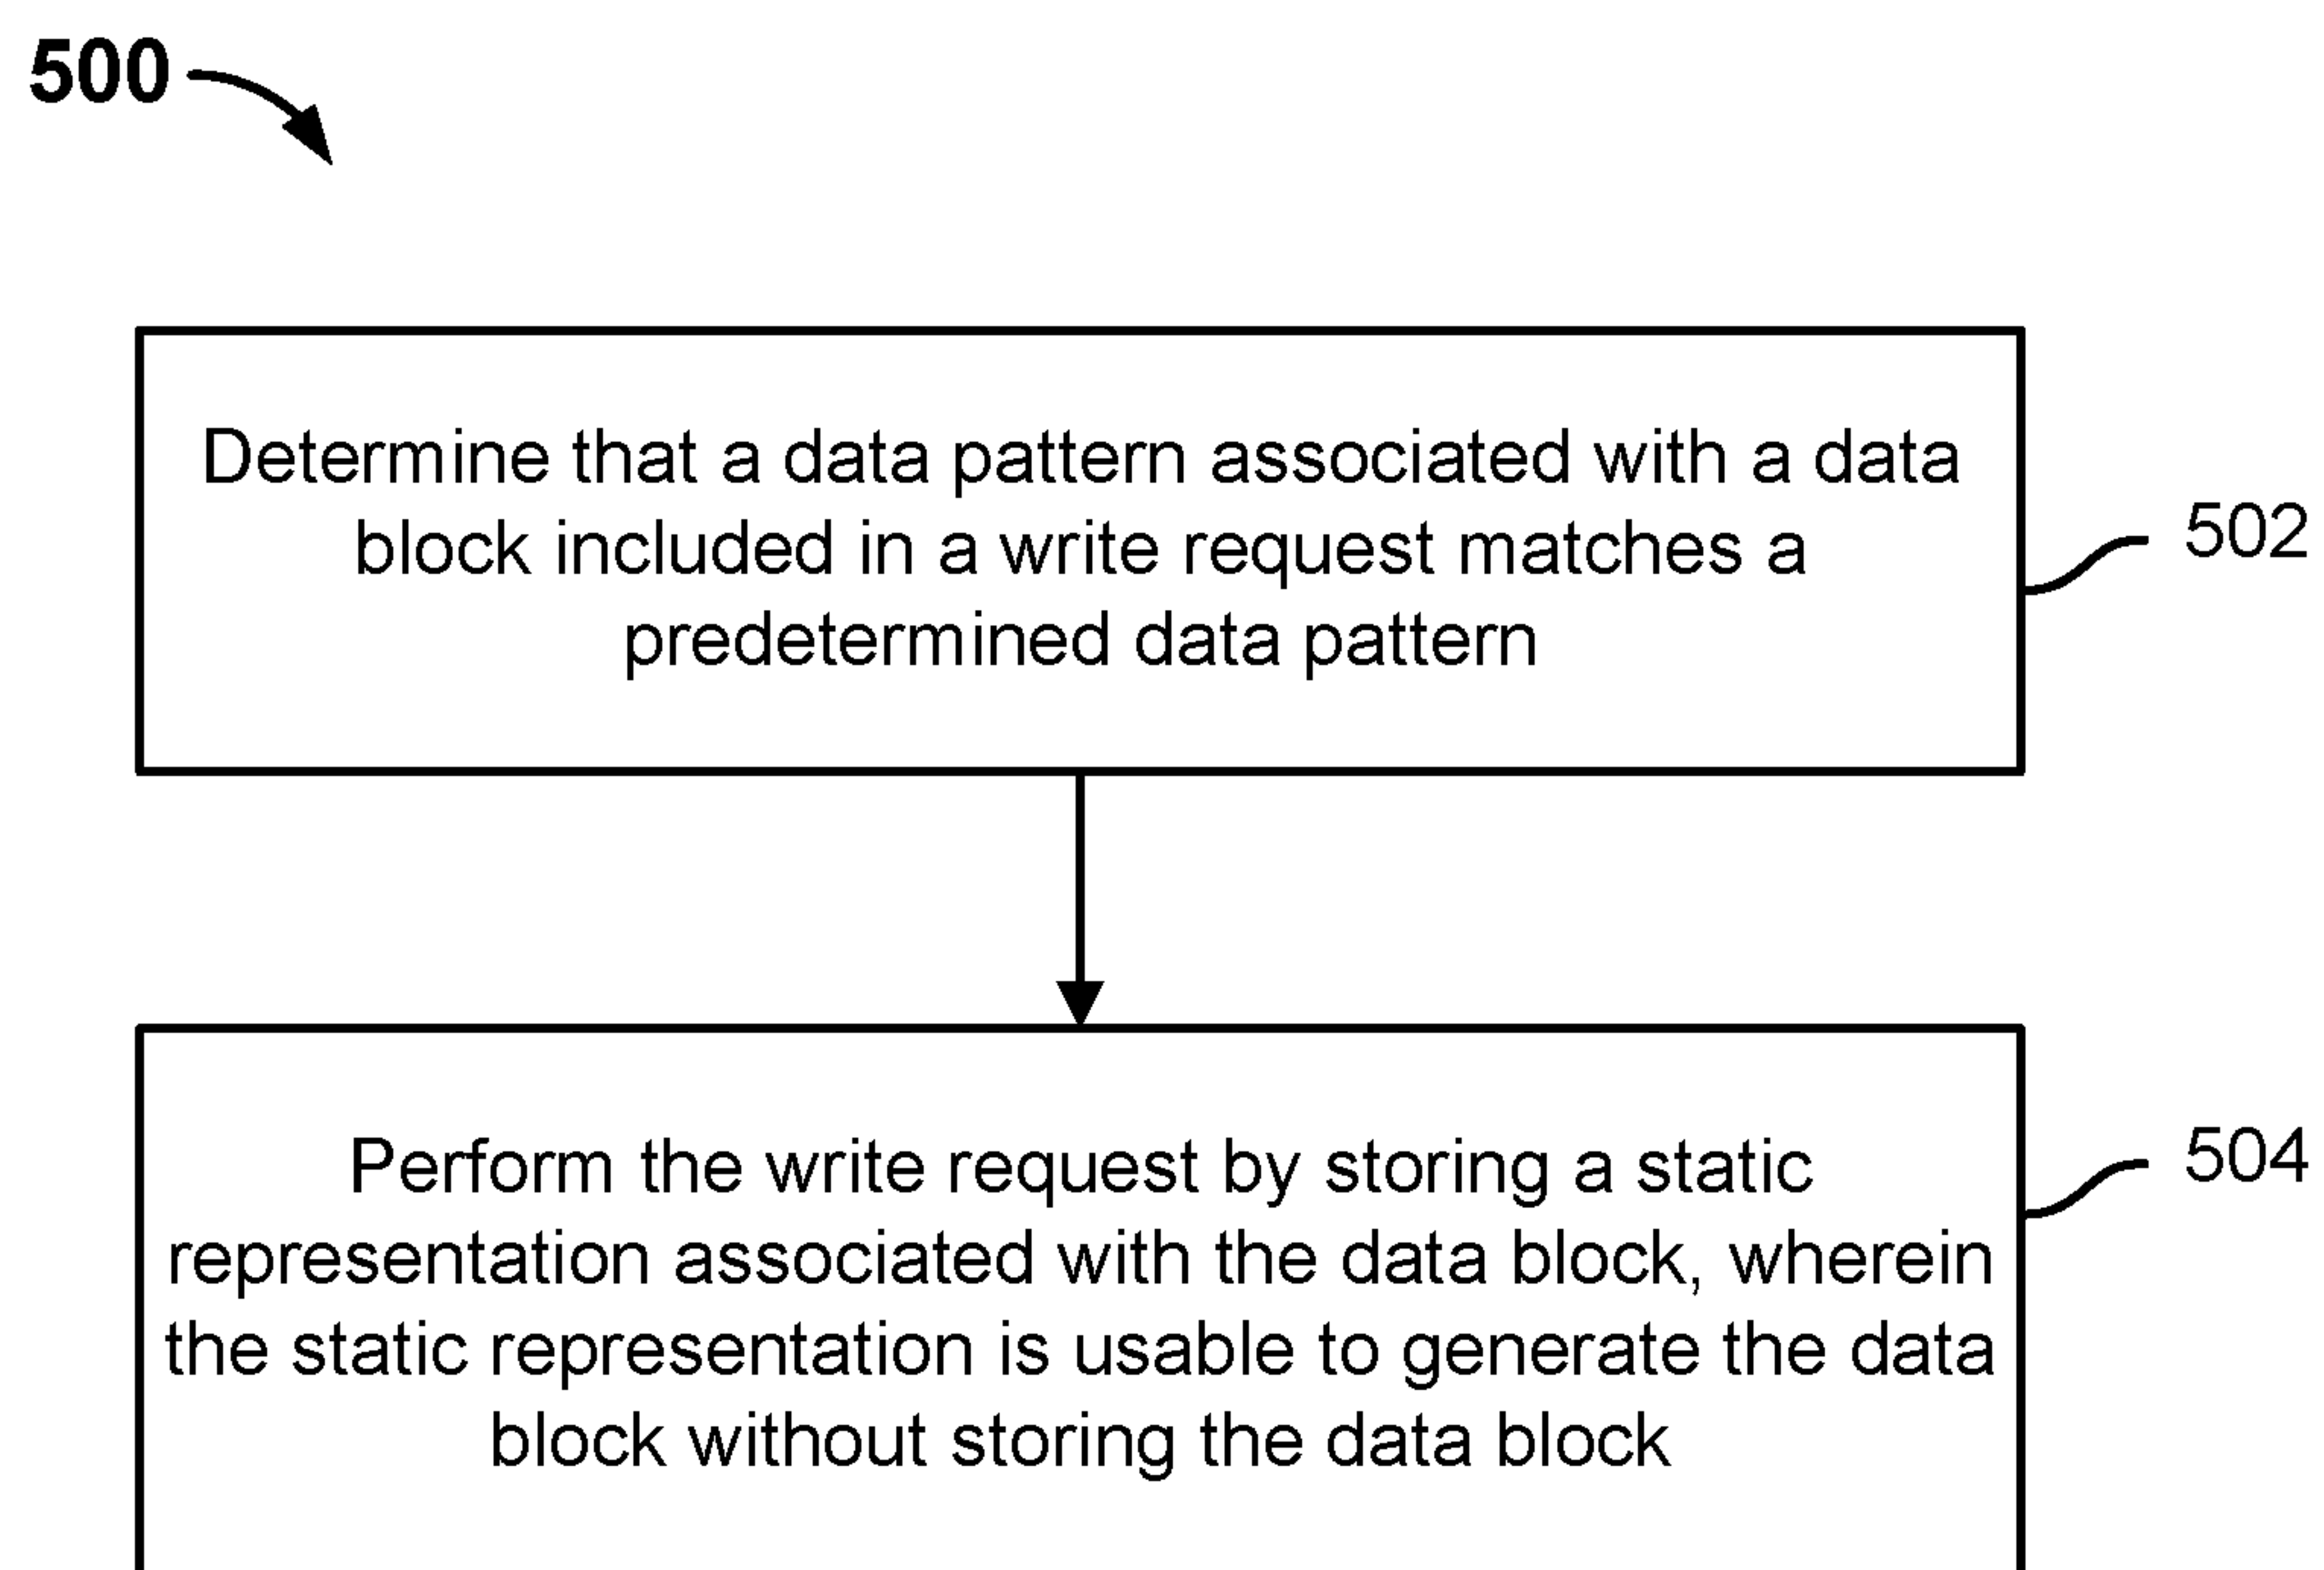 500
Determine that a data pattern associated with a data
block included in a write request matches a
predetermined data pattern
502
Perform the write request by storing a static
representation associated with the data block, wherein
the static representation is usable to generate the data
block without storing the data block
504